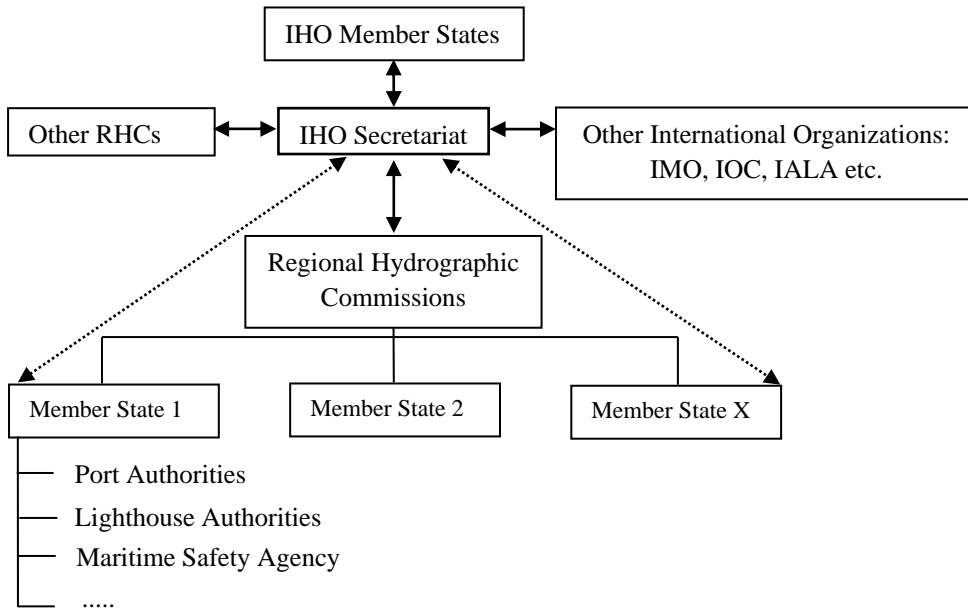 IHO Member States
Other RHCs
IHO Secretariat
Other International Organizations:
IMO, IOC, IALA etc.
Regional Hydrographic
Commissions
Member State 1
Member State 2
Member State X
Port Authorities
Lighthouse Authorities
Maritime Safety Agency
.....